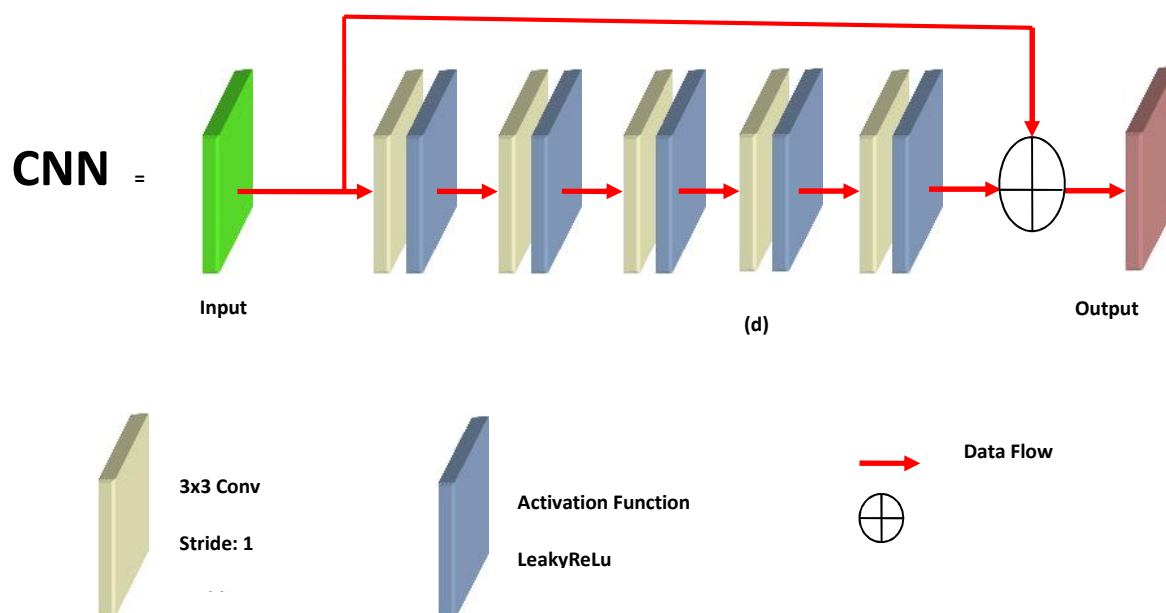 CNN =
Input
(d)
Output
3x3 Conv
Stride: 1
Activation Function
LeakyReLu
Data Flow